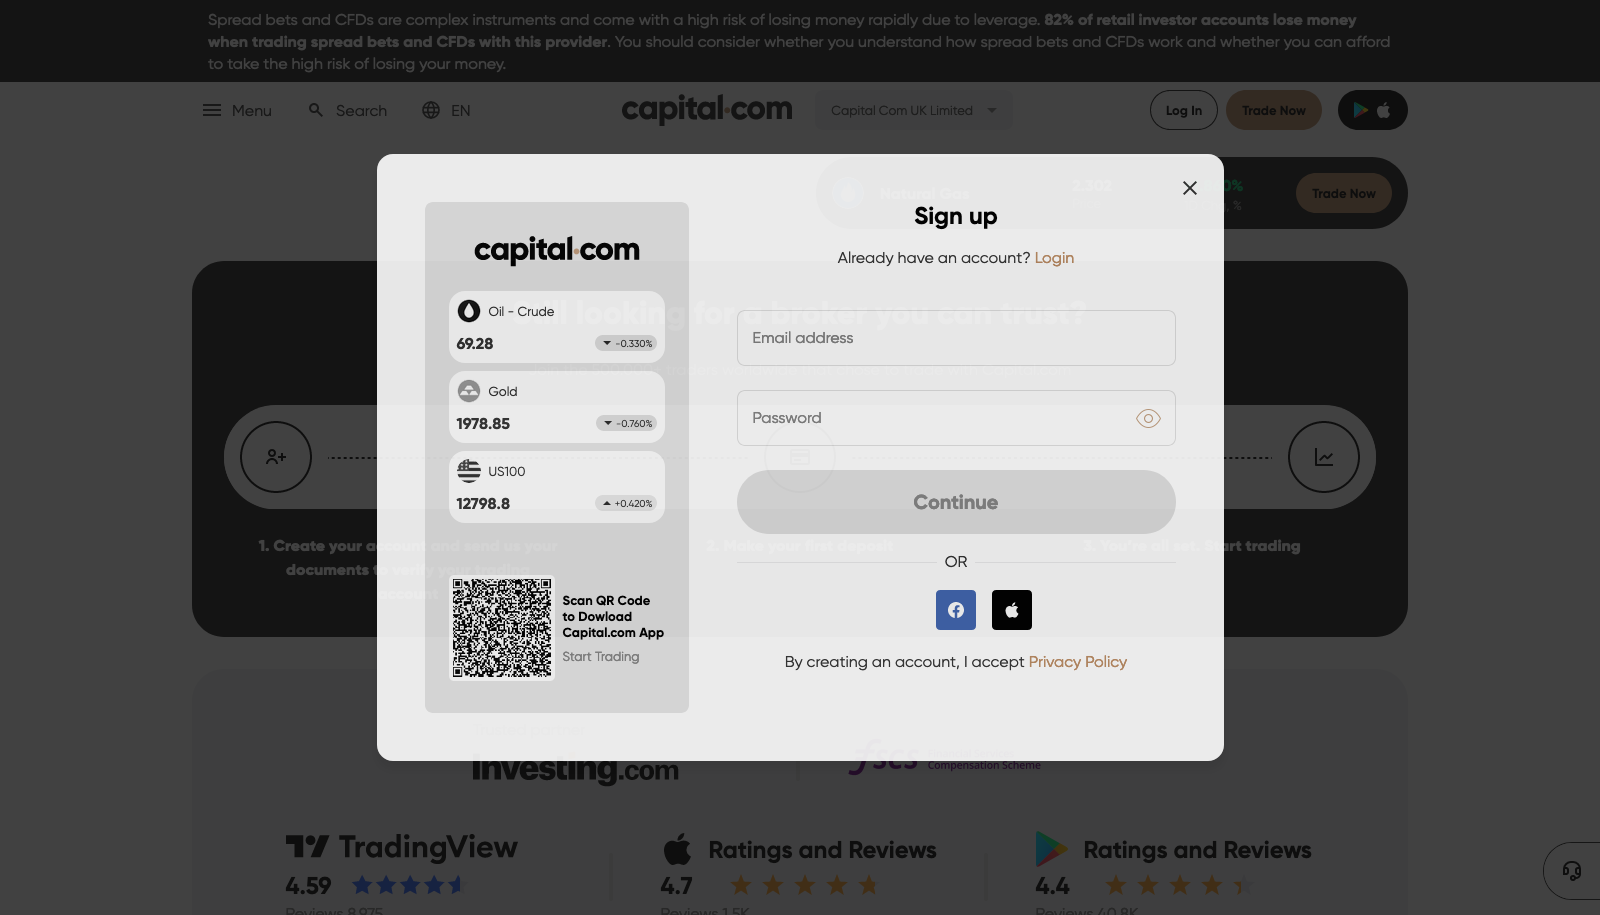 Spread bets and CFDs are complex instruments and come with a high risk of losing money rapidly due to leverage. 82% of retail investor accounts lose money
when trading spread bets and CFDs with this provider. You should consider whether you understand how spread bets and CFDs work and whether you can afford
to take the high risk of losing your money.
Menu
Search
EN
capital.com
Capital Com UK Limited
Log In
Trade Now
Natural Gas
Trade Now
Sign up
Already have an account? Login
capital.com
Oil - Crude
69.28
-0.330%
Gold
1978.85
-0.760%
US100
12798.8
+0.420%
Scan QR Code
to Dowload
Capital.com App
Start Trading
looking for a broker you can trust?
Email address
Password
Continue
OR
By creating an account, I accept Privacy Policy
1. Create your account and send us your
documents to verify your trading
account
2. Make your first deposit
3. You're all set. Start trading
Investing.com
fscs
Compensation Scheme
TradingView
4.59
Reviews 8,975
Ratings and Reviews
4.7
Reviews 1.5K
Ratings and Reviews
4.4
Reviews 40.8K